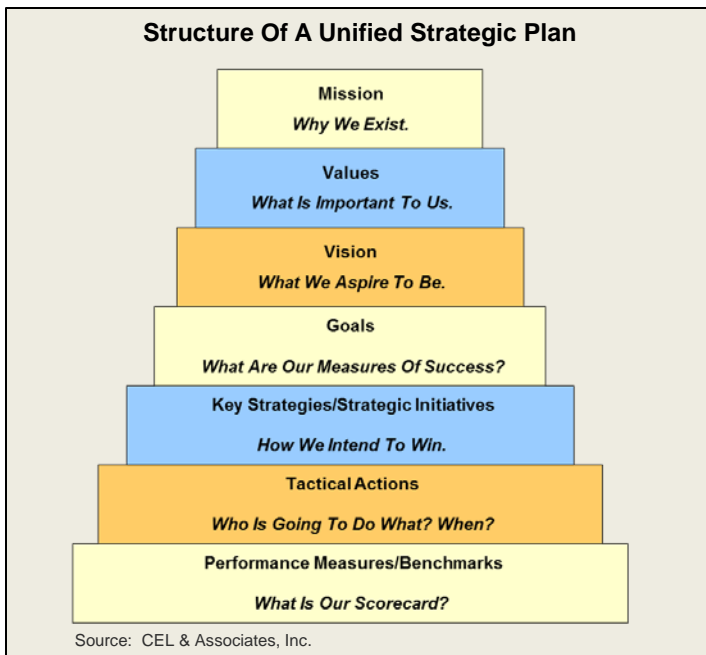 Structure Of A Unified Strategic Plan
Mission
Why We Exist.
Values
What Is Important To Us.
Vision
What We Aspire To Be.
Goals
What Are Our Measures Of Success?
Key Strategies/Strategic Initiatives
How We Intend To Win.
Tactical Actions
Who Is Going To Do What? When?
Performance Measures/Benchmarks
What Is Our Scorecard?
Source: CEL & Associates, Inc.